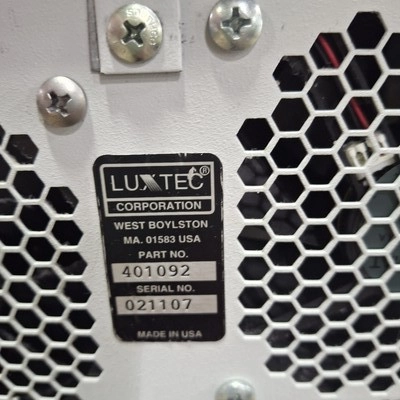 LUXTEC®
CORPORATION
WEST BOYLSTON
MA. 01583 USA
PART NO.
401092
SERIAL NO.
021107
MADE IN USA